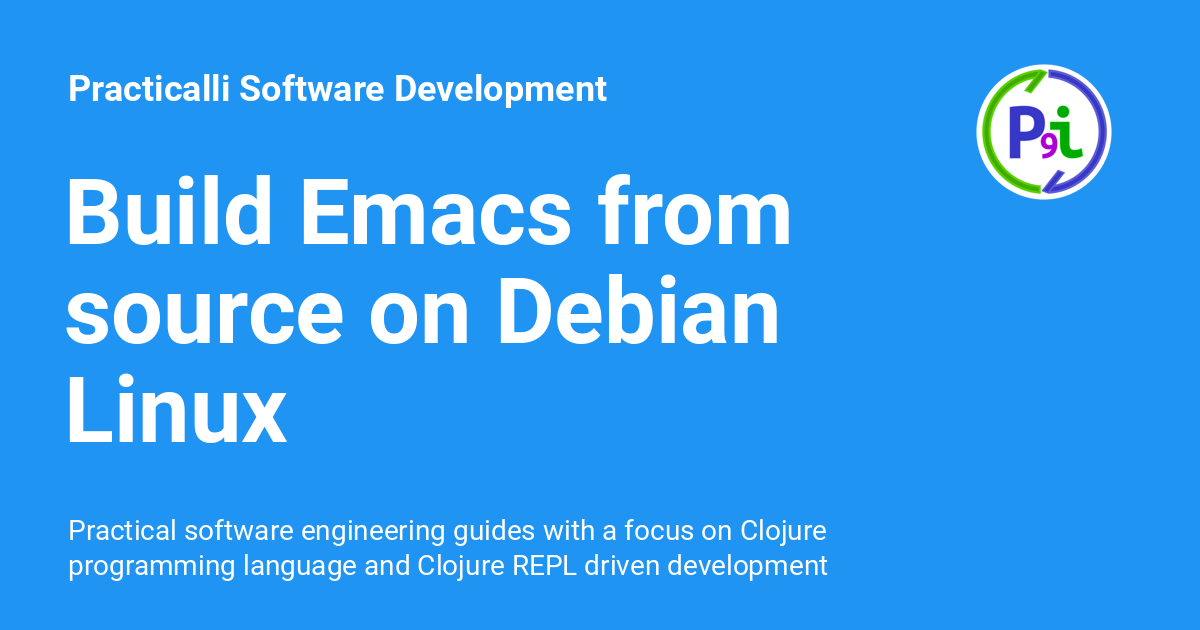 Practicalli Software Development
P9i
Build Emacs from
source on Debian
Linux
Practical software engineering guides with a focus on Clojure
programming language and Clojure REPL driven development